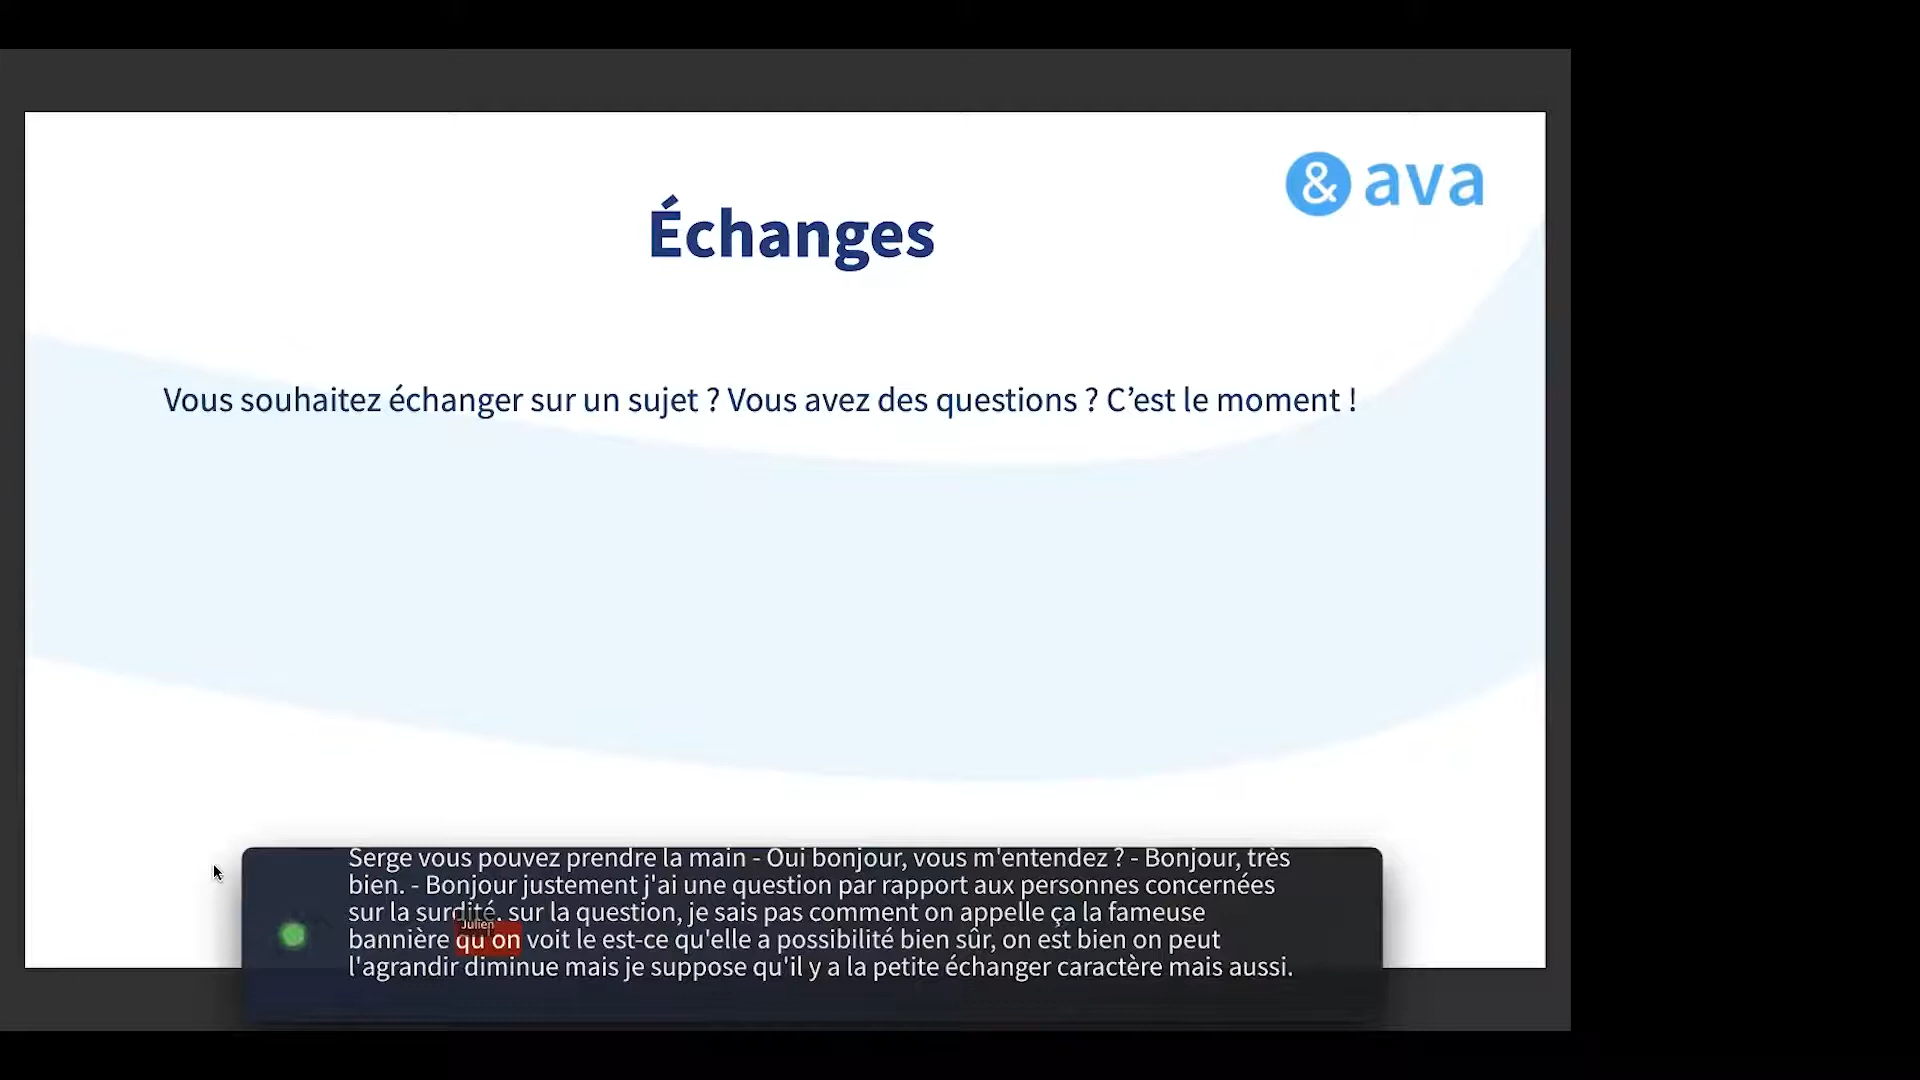 & ava
Échanges
Vous souhaitez échanger sur un sujet ? Vous avez des questions ? C’est le moment !
Serge vous pouvez prendre la main - Oui bonjour, vous m'entendez ? - Bonjour, très
bien. - Bonjour justement j'ai une question par rapport aux personnes concernées
sur la surdité. sur la question, je sais pas comment on appelle ça la fameuse
Julien
bannière qu'on voit le est-ce qu'elle a possibilité bien sûr, on est bien on peut
l'agrandir diminue mais je suppose qu'il y a la petite échanger caractère mais aussi.